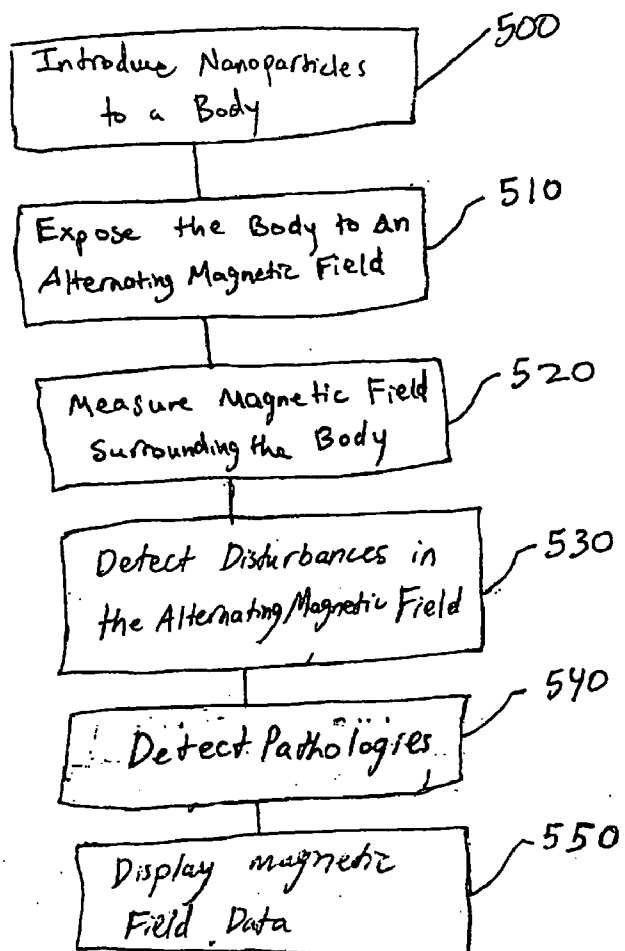 500
Introduce Nanoparticles
to a Body
510
Expose the Body to An
Alternating Magnetic Field
520
Measure Magnetic Field
Surrounding the Body
530
Detect Disturbances in
the Alternating Magnetic Field
540
Detect Pathologies
550
Display magnetic
Field Data